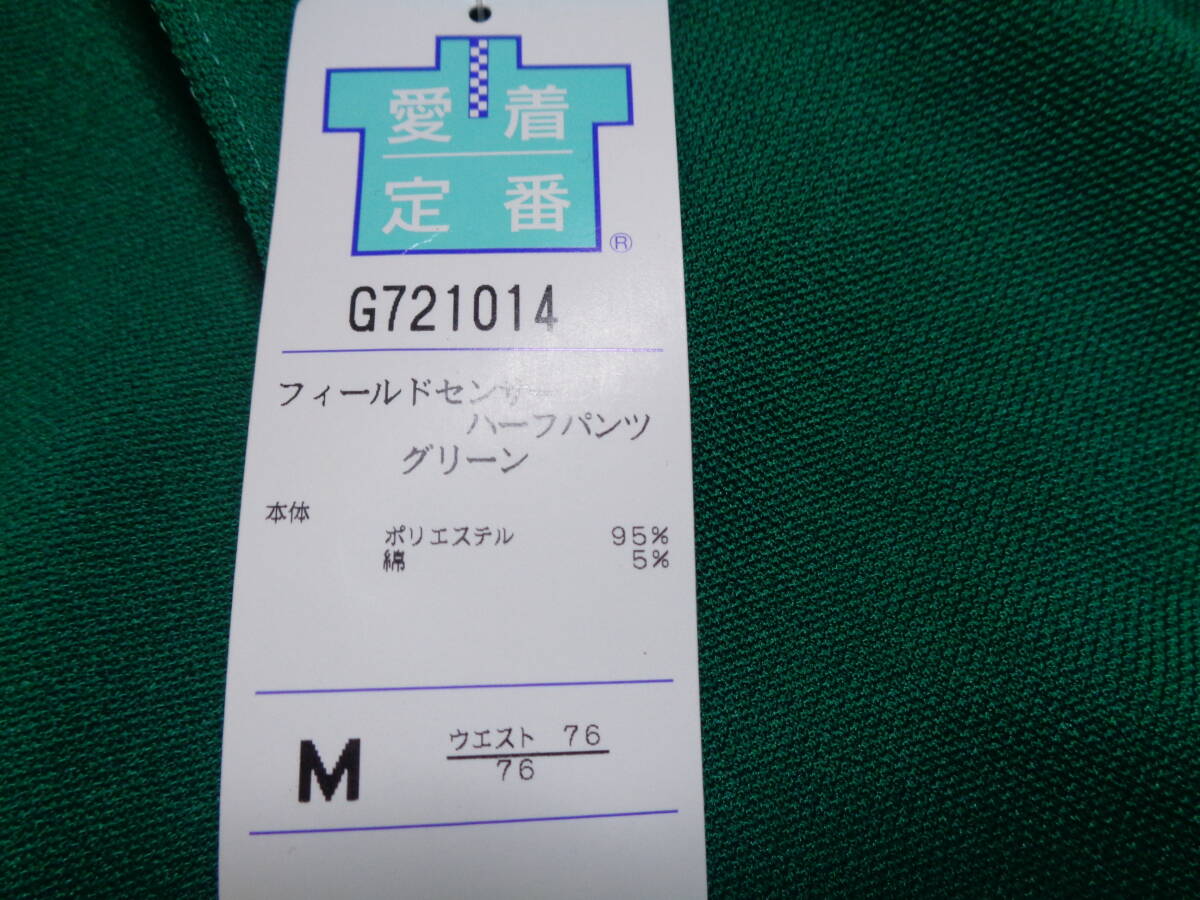 愛着
定番
®
G721014
フィールドセンサー
ハーフパンツ
グリーン
本体
ポリエステル 95%
綿 5%
M
ウエスト 76
76